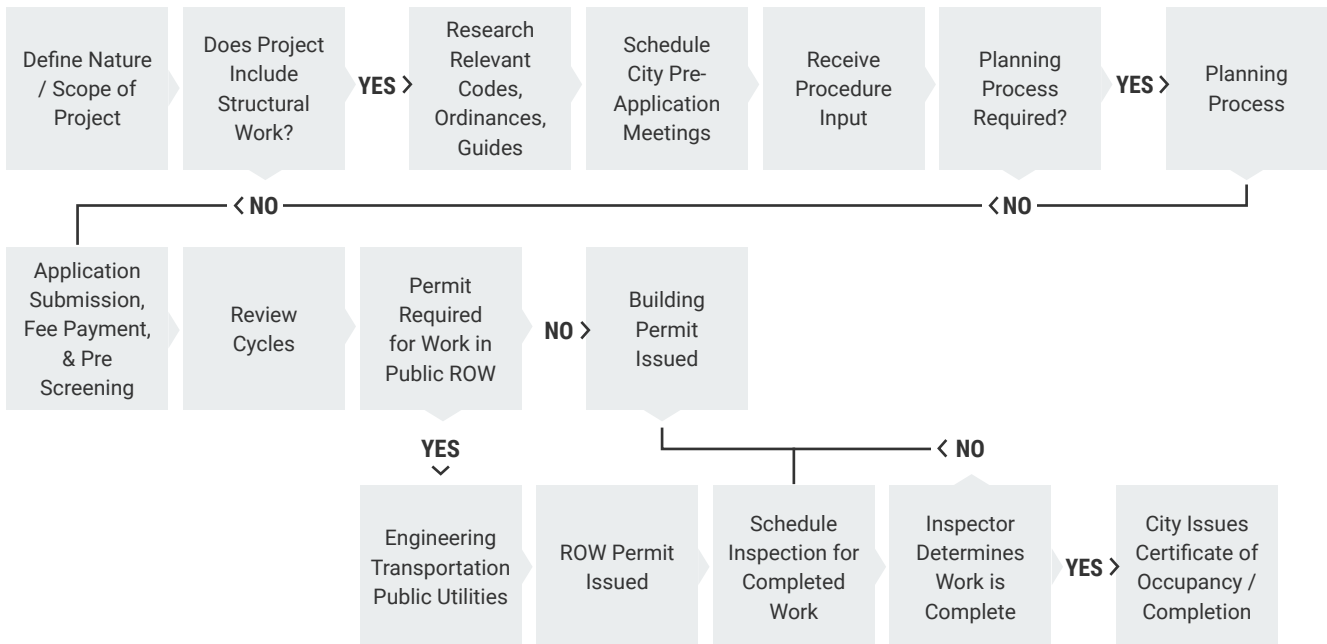 Define Nature
/ Scope of
Project
Does Project
Include
Structural
Work?
YES
Research
Relevant
Codes,
Ordinances,
Guides
Schedule
City Pre-
Application
Meetings
Receive
Procedure
Input
Planning
Process
Required?
YES
Planning
Process
NO
NO
Application
Submission,
Fee Payment,
& Pre
Screening
Review
Cycles
Permit
Required
for Work in
Public ROW
NO
Building
Permit
Issued
YES
NO
Engineering
Transportation
Public Utilities
ROW Permit
Issued
Schedule
Inspection for
Completed
Work
Inspector
Determines
Work is
Complete
YES
City Issues
Certificate of
Occupancy /
Completion